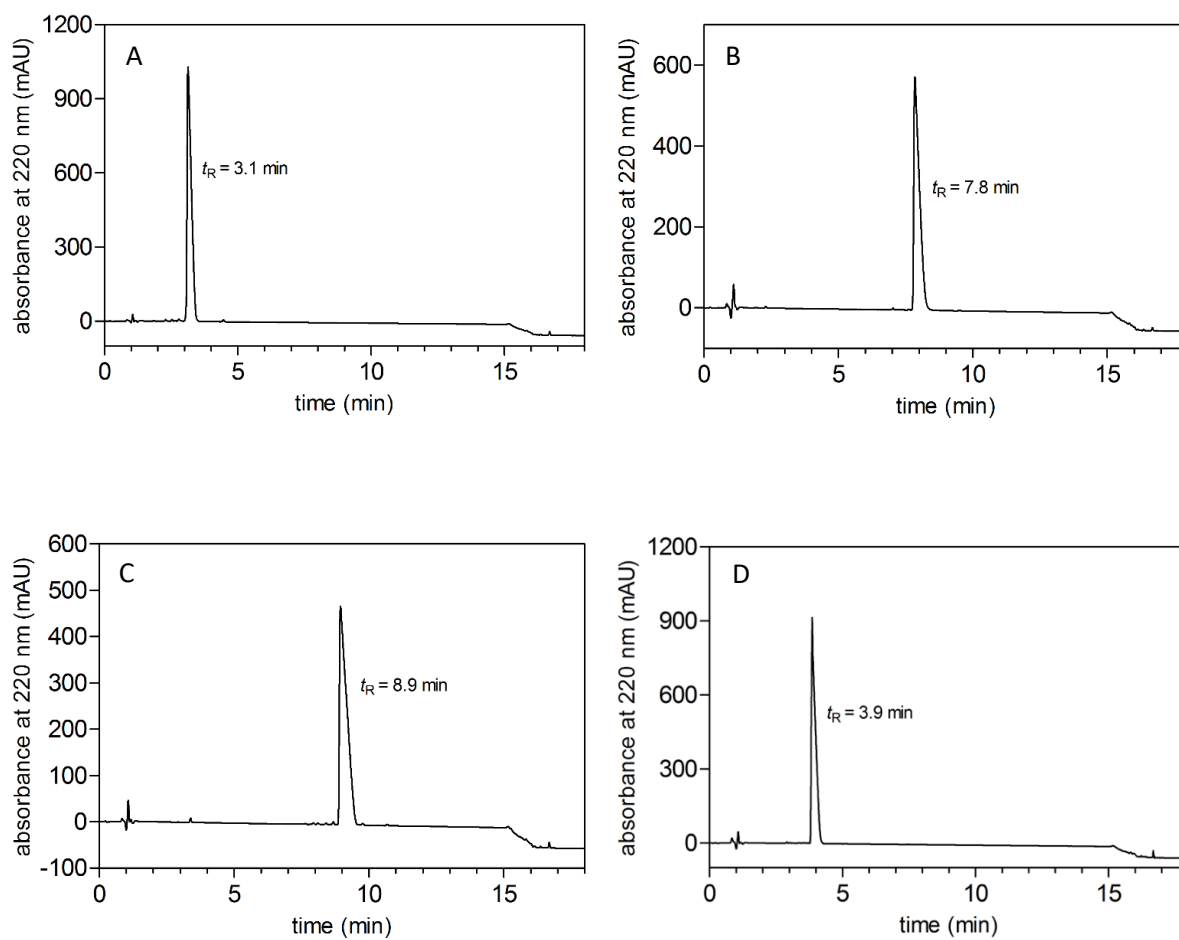 A
absorbance at 220 nm (mAU)
1200
900
600
300
0
tR = 3.1 min
0 5 10 15
time (min)
B
absorbance at 220 nm (mAU)
600
400
200
0
tR = 7.8 min
0 5 10 15
time (min)
C
absorbance at 220 nm (mAU)
600
500
400
300
200
100
0
-100
tR = 8.9 min
0 5 10 15
time (min)
D
absorbance at 220 nm (mAU)
1200
900
600
300
0
tR = 3.9 min
0 5 10 15
time (min)